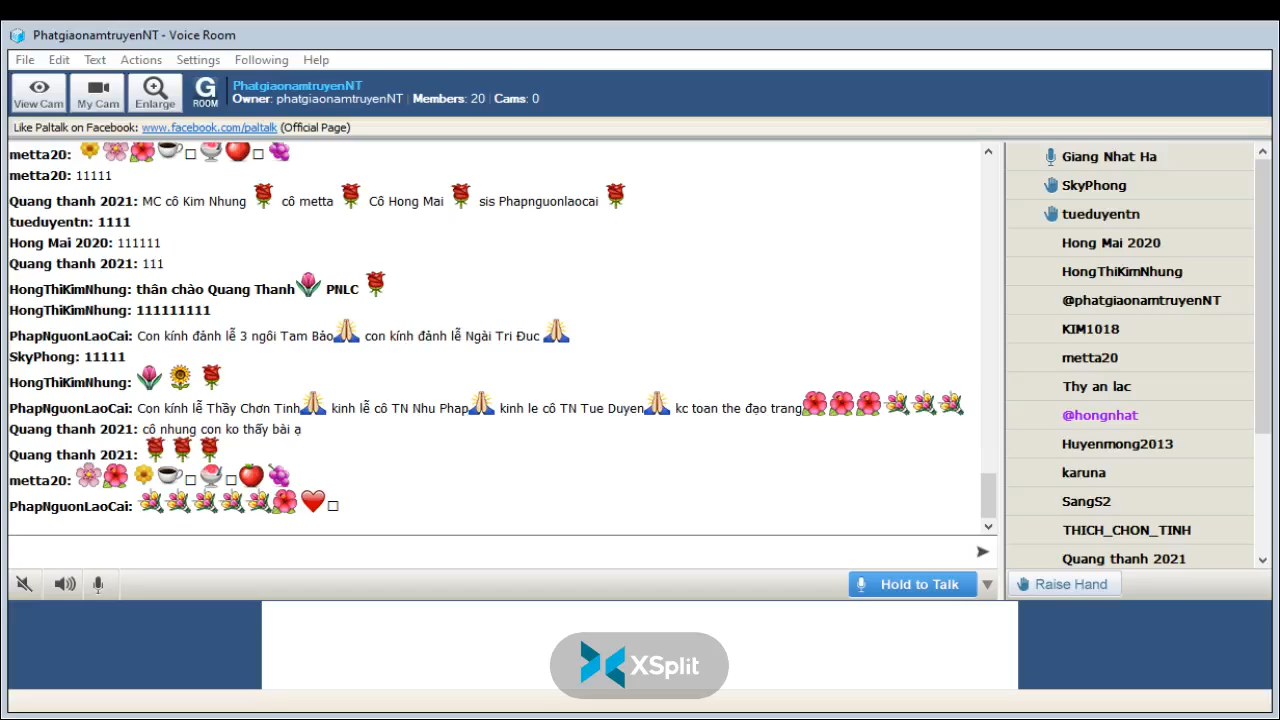 PhatgiaonamtruyenNT - Voice Room
File Edit Text Actions Settings Following Help
View Cam My Cam Enlarge G ROOM
PhatgiaonamtruyenNT
Owner: phatgiaonamtruyenNT | Members: 20 | Cams: 0
Like Paltalk on Facebook: www.facebook.com/paltalk (Official Page)
metta20:
metta20: 11111
Quang thanh 2021: MC cô Kim Nhung cô metta Cô Hong Mai sis Phapnguonlaocai
tueduyentn: 1111
Hong Mai 2020: 111111
Quang thanh 2021: 111
HongThiKimNhung: thân chào Quang Thanh PNLC
HongThiKimNhung: 111111111
PhapNguonLaoCai: Con kính đảnh lễ 3 ngôi Tam Bảo con kính đảnh lễ Ngài Tri Đuc
SkyPhong: 11111
HongThiKimNhung:
PhapNguonLaoCai: Con kính lễ Thầy Chơn Tinh kinh lễ cô TN Nhu Phap kinh le cô TN Tue Duyen kc toan the đạo trang
Quang thanh 2021: cô nhung con ko thấy bài ạ
Quang thanh 2021:
metta20:
PhapNguonLaoCai:
Hold to Talk
Giang Nhat Ha
SkyPhong
tueduyentn
Hong Mai 2020
HongThiKimNhung
@phatgiaonamtruyenNT
KIM1018
metta20
Thy an lac
@hongnhat
Huyenmong2013
karuna
SangS2
THICH_CHON_TINH
Quang thanh 2021
Raise Hand
XSplit